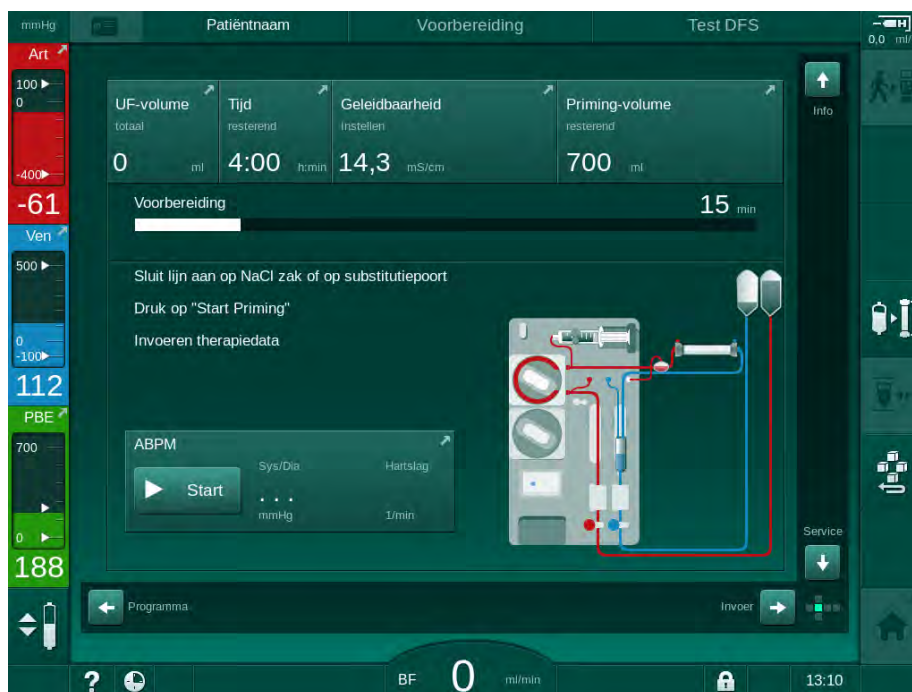 mmHg Patiëntnaam Voorbereiding Test DFS
0,0 ml/
Art
100
0
-400
-61
Ven
500
0
-100
112
PBE
700
0
188
UF-volume Tijd Geleidbaarheid Priming-volume
totaal resterend instellen resterend
0 ml 4:00 h:min 14,3 mS/cm 700 ml
Info
Voorbereiding 15 min
Sluit lijn aan op NaCl zak of op substitutiepoort
Druk op "Start Priming"
Invoeren therapiedata
ABPM
Sys/Dia Hartslag
Start . . .
mmHg 1/min
Service
Programma Invoer
? BF 0 ml/min 13:10